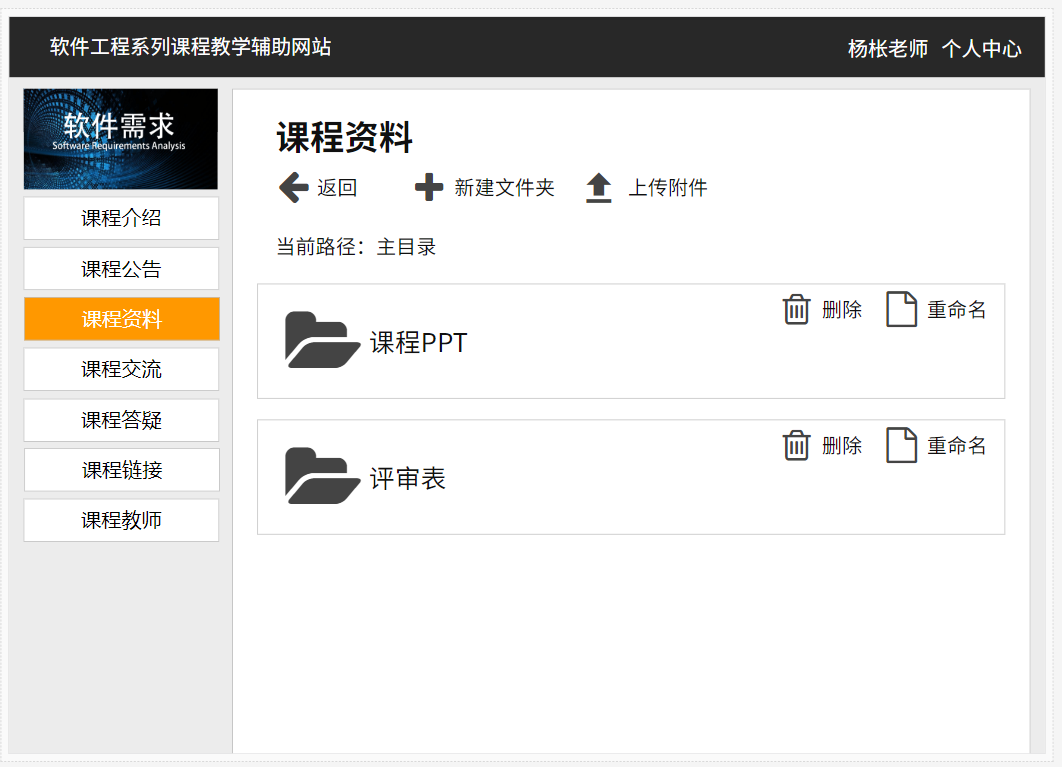 软件工程系列课程教学辅助网站
杨枨老师 个人中心
软件需求
Software Requirements Analysis
课程介绍
课程公告
课程资料
课程交流
课程答疑
课程链接
课程教师
课程资料
返回 新建文件夹 上传附件
当前路径：主目录
删除 重命名
课程PPT
删除 重命名
评审表